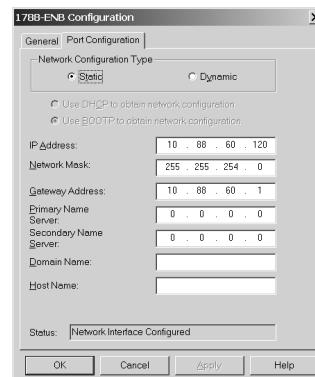 1788-ENB Configuration
General Port Configuration
Network Configuration Type
Static Dynamic
Use DHCP to obtain network configuration.
Use BOOTP to obtain network configuration.
IP Address: 10 . 88 . 60 . 120
Network Mask: 255 . 255 . 254 . 0
Gateway Address: 10 . 88 . 60 . 1
Primary Name
Server: 0 . 0 . 0 . 0
Secondary Name
Server: 0 . 0 . 0 . 0
Domain Name:
Host Name:
Status: Network Interface Configured
OK Cancel Apply Help